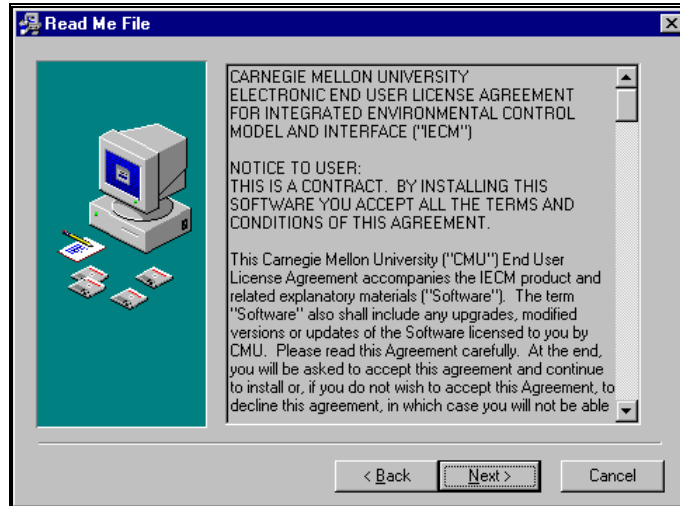 Read Me File
CARNEGIE MELLON UNIVERSITY
ELECTRONIC END USER LICENSE AGREEMENT
FOR INTEGRATED ENVIRONMENTAL CONTROL
MODEL AND INTERFACE ("IECM")
NOTICE TO USER:
THIS IS A CONTRACT.  BY INSTALLING THIS
SOFTWARE YOU ACCEPT ALL THE TERMS AND
CONDITIONS OF THIS AGREEMENT.
This Carnegie Mellon University ("CMU") End User
License Agreement accompanies the IECM product and
related explanatory materials ("Software").  The term
"Software" also shall include any upgrades, modified
versions or updates of the Software licensed to you by
CMU.  Please read this Agreement carefully.  At the end,
you will be asked to accept this agreement and continue
to install or, if you do not wish to accept this Agreement, to
decline this agreement, in which case you will not be able
< Back
Next >
Cancel